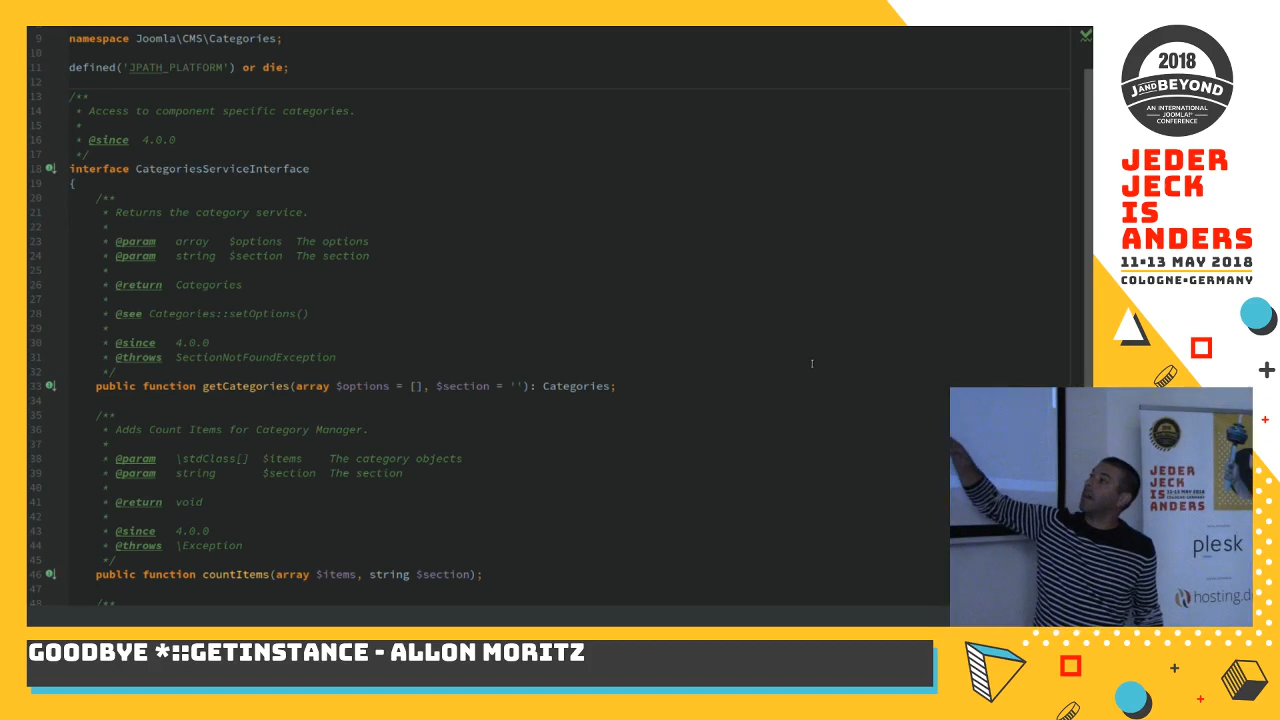 9 namespace Joomla\CMS\Categories;
10
11 defined('JPATH_PLATFORM') or die;
12
13 /**
14 * Access to component specific categories.
15 *
16 * @since 4.0.0
17 */
18 interface CategoriesServiceInterface
19 {
20 /**
21 * Returns the category service.
22 *
23 * @param array $options The options
24 * @param string $section The section
25 *
26 * @return Categories
27 *
28 * @see Categories::setOptions()
29 *
30 * @since 4.0.0
31 * @throws SectionNotFoundException
32 */
33 public function getCategories(array $options = [], $section = ''): Categories;
34
35 /**
36 * Adds Count Items for Category Manager.
37 *
38 * @param \stdClass[] $items The category objects
39 * @param string $section The section
40 *
41 * @return void
42 *
43 * @since 4.0.0
44 * @throws \Exception
45 */
46 public function countItems(array $items, string $section);
47
48 /**
2018
J AND BEYOND
AN INTERNATIONAL
JOOMLA!
CONFERENCE
JEDER
JECK
IS
ANDERS
11-13 MAY 2018
COLOGNE•GERMANY
JEDER
JECK
IS 11-13 MAY 2018
ANDERS
plesk
hosting.d
GOODBYE *::GETINSTANCE - ALLON MORITZ